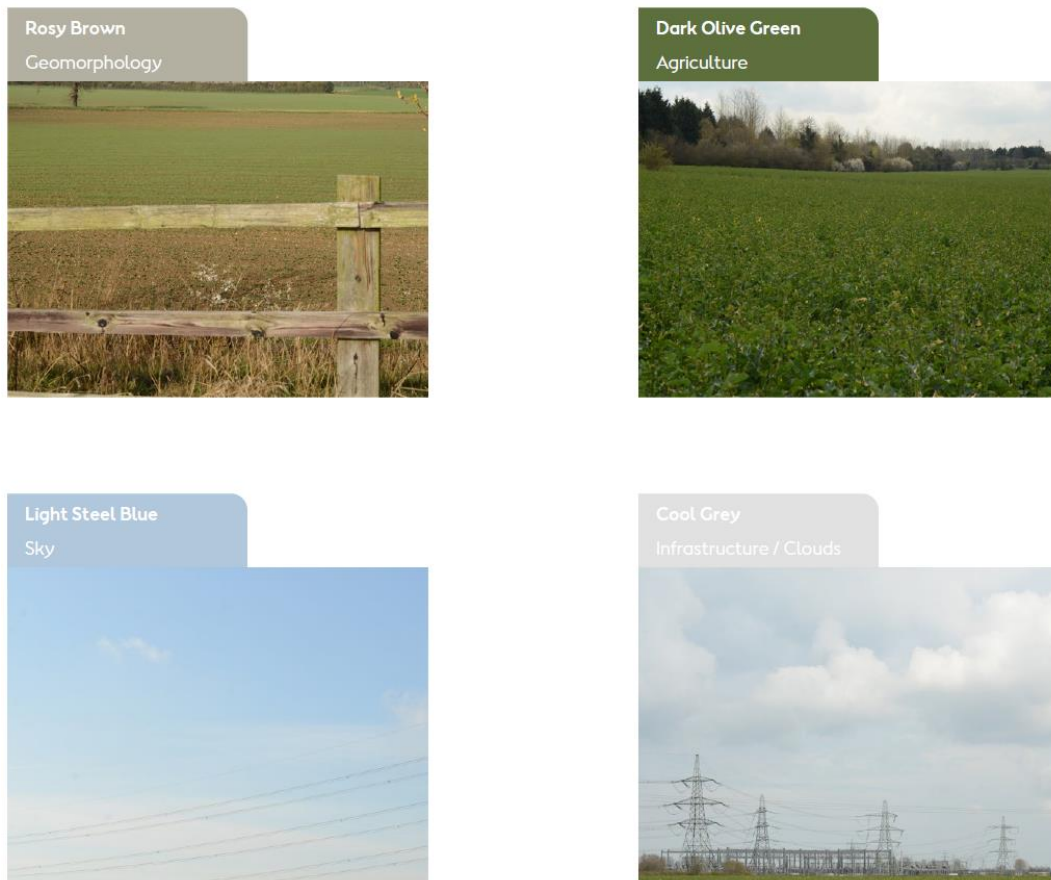 Rosy Brown
Geomorphology
Dark Olive Green
Agriculture
Light Steel Blue
Sky
Cool Grey
Infrastructure / Clouds